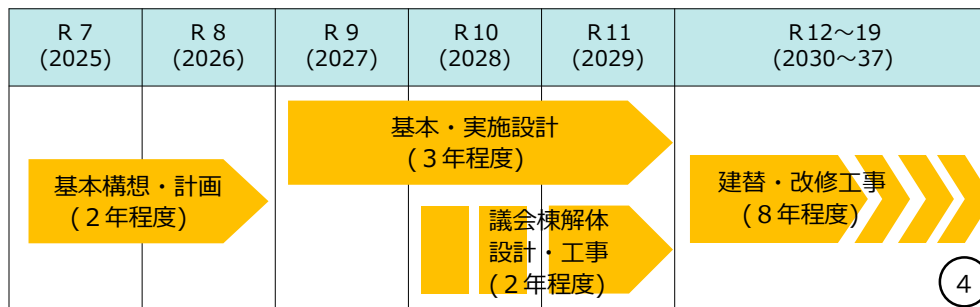 R７
(2025)
R８
(2026)
R９
(2027)
R10
(2028)
R11
(2029)
R12～19
(2030～37)
基本・実施設計
(３年程度)
基本構想・計画
(２年程度)
建替・改修工事
(８年程度)
議会棟解体
設計・工事
(２年程度)
4